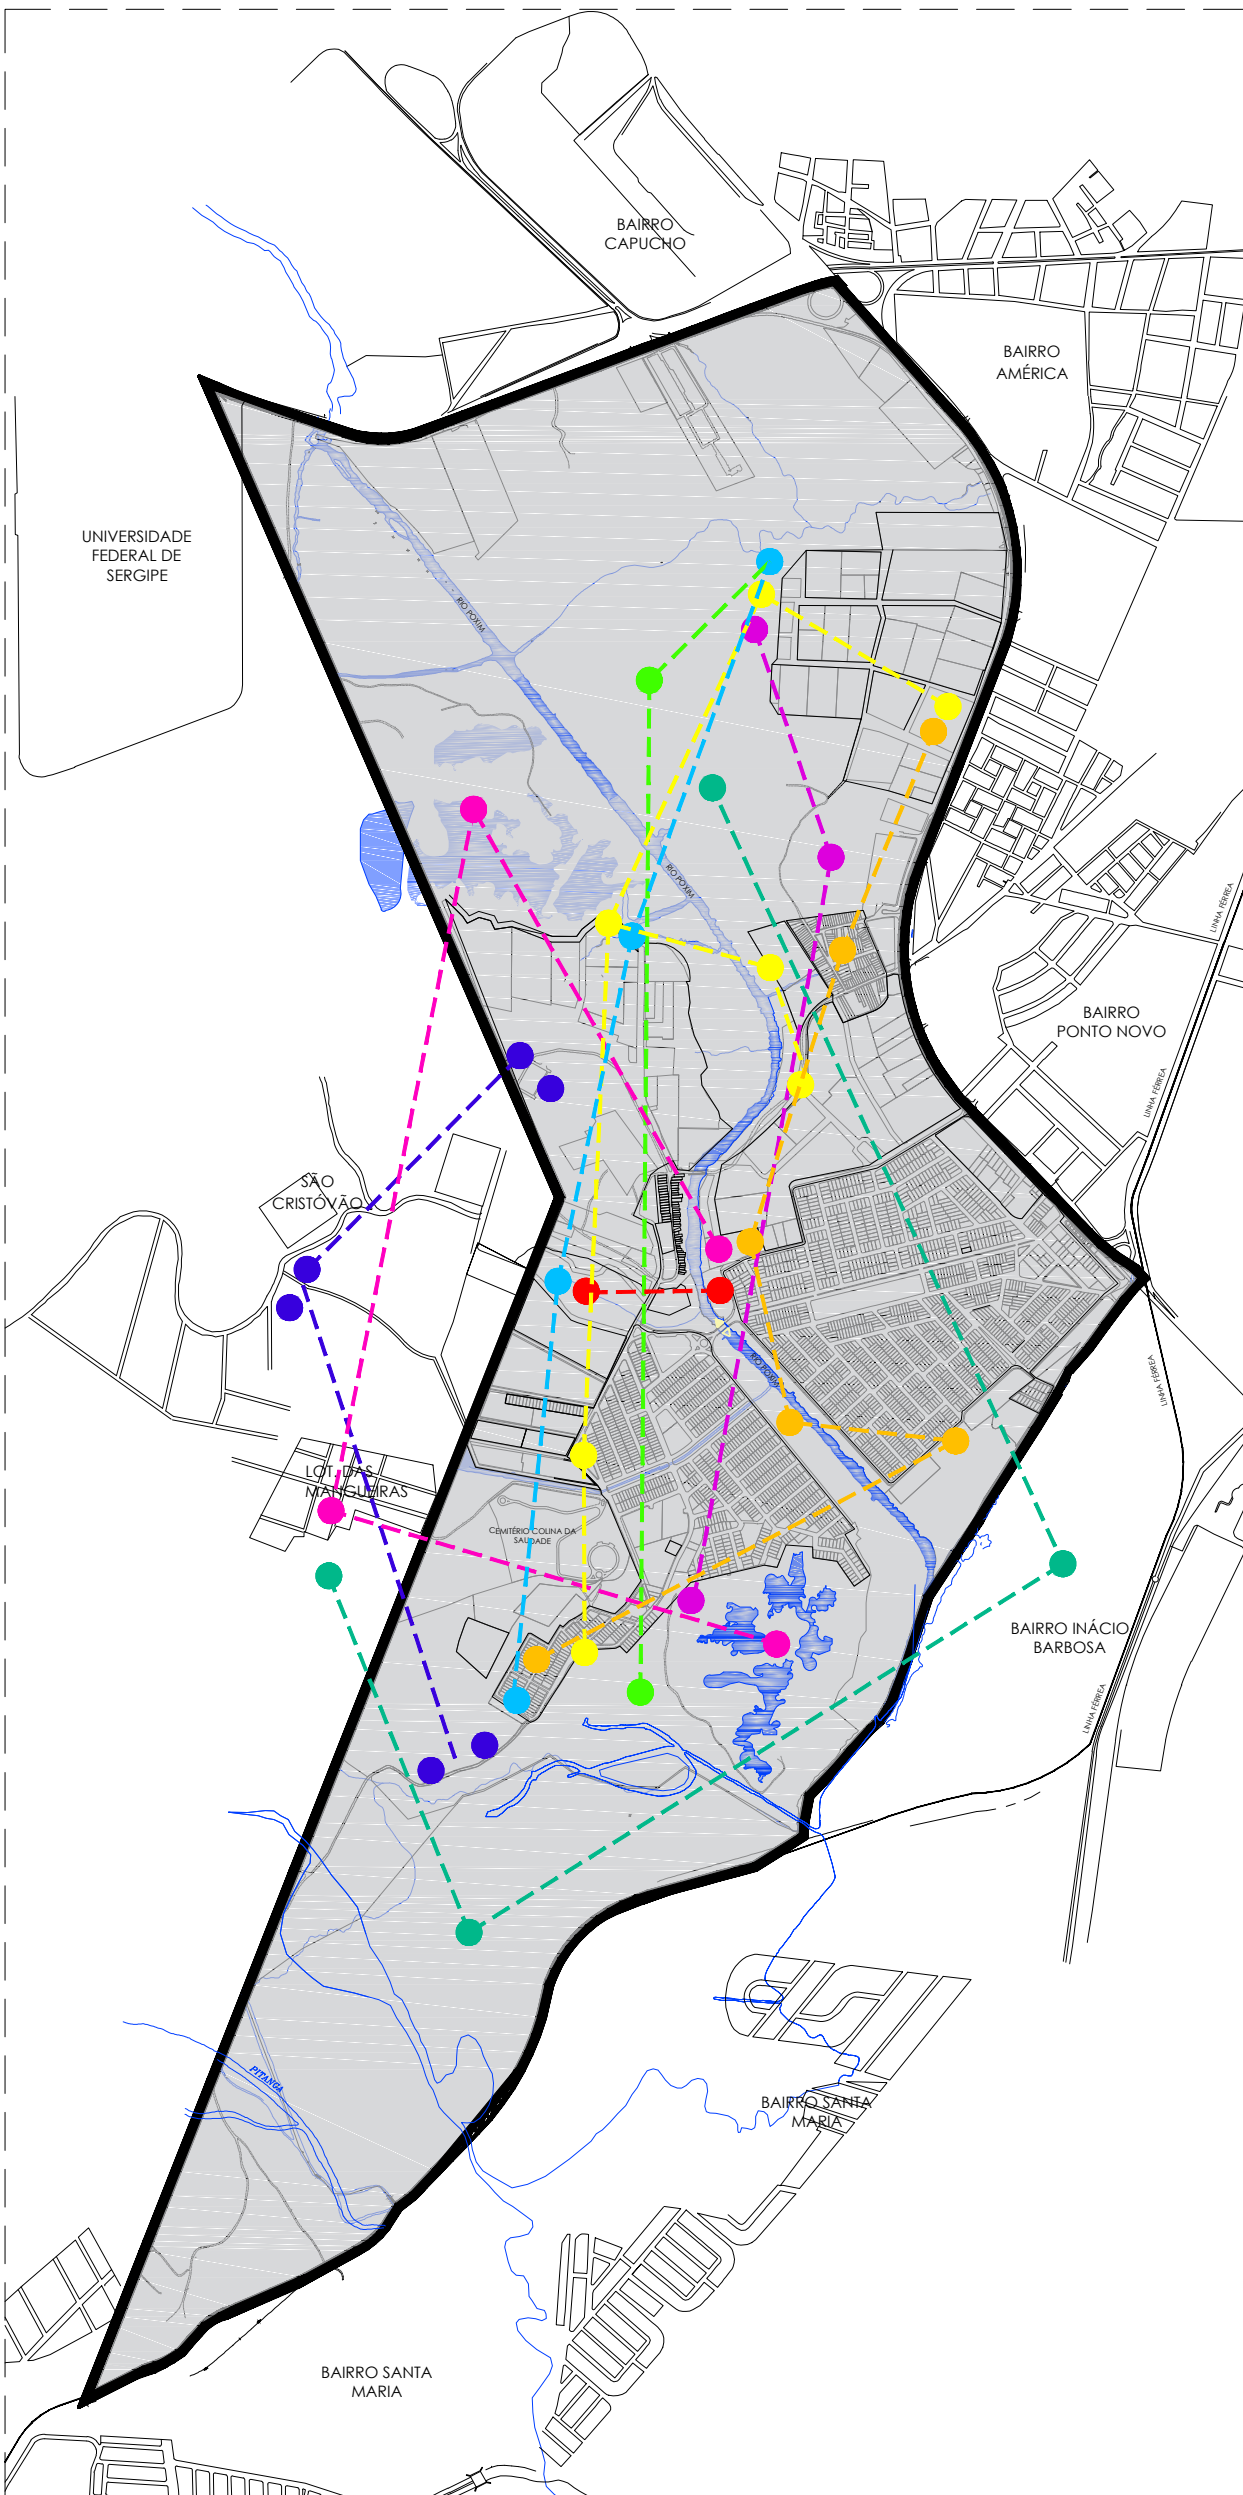 BAIRRO
CAPUCHO
BAIRRO
AMÉRICA
UNIVERSIDADE
FEDERAL DE
SERGIPE
RIO POXIM
RIO POXIM
LINHA FÉRREA
BAIRRO
PONTO NOVO
LINHA FÉRREA
SÃO
CRISTÓVÃO
RIO POXIM
LINHA FÉRREA
LOT. DAS
MANGUEIRAS
CEMITÉRIO COLINA DA
SAUDADE
BAIRRO INÁCIO
BARBOSA
LINHA FÉRREA
PITANGA
BAIRRO SANTA
MARIA
BAIRRO SANTA
MARIA